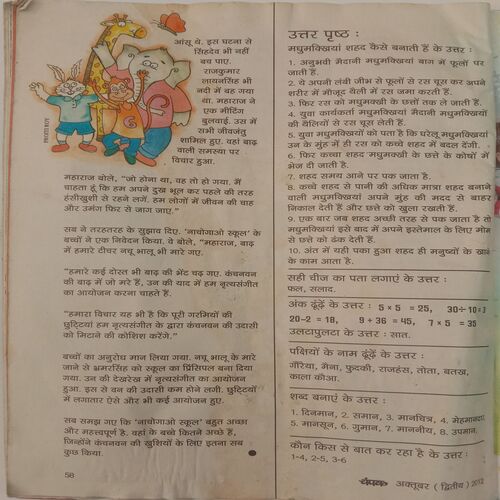 आंसू थे. इस घटना से
सिंहदेव भी नहीं
बच पाए.
राजकुमार
लायनसिंह भी
नदी में बह गया
था. महाराज ने
एक मीटिंग
बुलवाई. उस में
सभी जीवजंतु
शामिल हुए. वहां बाढ़
वाली समस्या पर
विचार हुआ.
महाराज बोले, “जो होना था, वह तो हो गया. मैं
चाहता हूं कि हम अपने दुख भूल कर पहले की तरह
हंसीखुशी से रहने लगें. हम लोगों में जीवन की चाह
और उमंग फिर से जाग जाए.”
सब ने तरहतरह के सुझाव दिए. ‘नाचोगाओ स्कूल’ के
बच्चों ने एक निवेदन किया. वे बोले, “महाराज, बाढ़
में हमारे टीचर नचू भालू भी मारे गए.
“हमारे कई दोस्त भी बाढ़ की भेंट चढ़ गए. कंचनवन
की बाढ़ में जो मरे हैं, उन की याद में हम नृत्यसंगीत
का आयोजन करना चाहते हैं.
“हमारा विचार यह भी है कि पूरी गरमियों की
छुट्टियां हम नृत्यसंगीत के द्वारा कंचनवन की उदासी
को मिटाने की कोशिश करेंगे.”
बच्चों का अनुरोध मान लिया गया. नचू भालू के मारे
जाने से भ्रमरसिंह को स्कूल का प्रिंसिपल बना दिया
गया. उन की देखरेख में नृत्यसंगीत का आयोजन
हुआ. इस से वन की उदासी कम होने लगी. छुट्टियों
में लगातार ऐसे और भी कई आयोजन हुए.
सब समझ गए कि ‘नाचोगाओ स्कूल’ बहुत अच्छा
और महत्त्वपूर्ण है. वहां के बच्चे कितने अच्छे हैं,
जिन्होंने कंचनवन की खुशियों के लिए इतना सब
कुछ किया.
58
उत्तर पृष्ठ :
मधुमक्खियां शहद कैसे बनाती हैं के उत्तर :
1. अनुभवी मैदानी मधुमक्खियां बाग में फूलों पर
जाती हैं.
2. ये अपनी लंबी जीभ से फूलों से रस चूस कर अपने
शरीर में मौजूद थैली में रस जमा करती हैं.
3. फिर रस को मधुमक्खी के छत्तों तक ले जाती हैं.
4. युवा कार्यकर्ता मधुमक्खियां मैदानी मधुमक्खियों
की थैलियों से रस चूस लेती हैं.
5. युवा मधुमक्खियों को पता है कि घरेलू मधुमक्खियां
उन के मुंह में ही रस को कच्चे शहद में बदल देंगी.
6. फिर कच्चा शहद मधुमक्खी के छत्ते के कोषों में
भेज दी जाती है.
7. शहद समय आने पर पक जाता है.
8. कच्चे शहद से पानी की अधिक मात्रा शहद बनाने
वाली मधुमक्खियां अपने मुंह की मदद से बाहर
निकाल देती हैं और छत्ते को खुला रखती हैं.
9. एक बार जब शहद अच्छी तरह से पक जाता है तो
मधुमक्खियां इसे बाद में अपने इस्तेमाल के लिए मोम
से छत्ते को ढंक देती हैं.
10. अंत में यही पका हुआ शहद ही मनुष्यों के खाने
के काम आता है.
सही चीज का पता लगाएं के उत्तर :
फल, सलाद.
अंक ढूंढ़ें के उत्तर : 5 × 5 = 25, 30÷10=3
20−2 = 18, 9 + 36 = 45, 7 × 5 = 35
उलटापुलटा के उत्तर : सात.
पक्षियों के नाम ढूंढ़ें के उत्तर :
गौरैया, मैना, फुदकी, राजहंस, तोता, बतख,
काला कौआ.
शब्द बनाएं के उत्तर :
1. दिनमान, 2. समान, 3. मानचित्र, 4. मेहमानदार,
5. मानसून, 6. गुमान, 7. माननीय, 8. उपमान.
कौन किस से बात कर रहा है के उत्तर :
1-4, 2-5, 3-6
चंपक अक्तूबर (द्वितीय) 2012